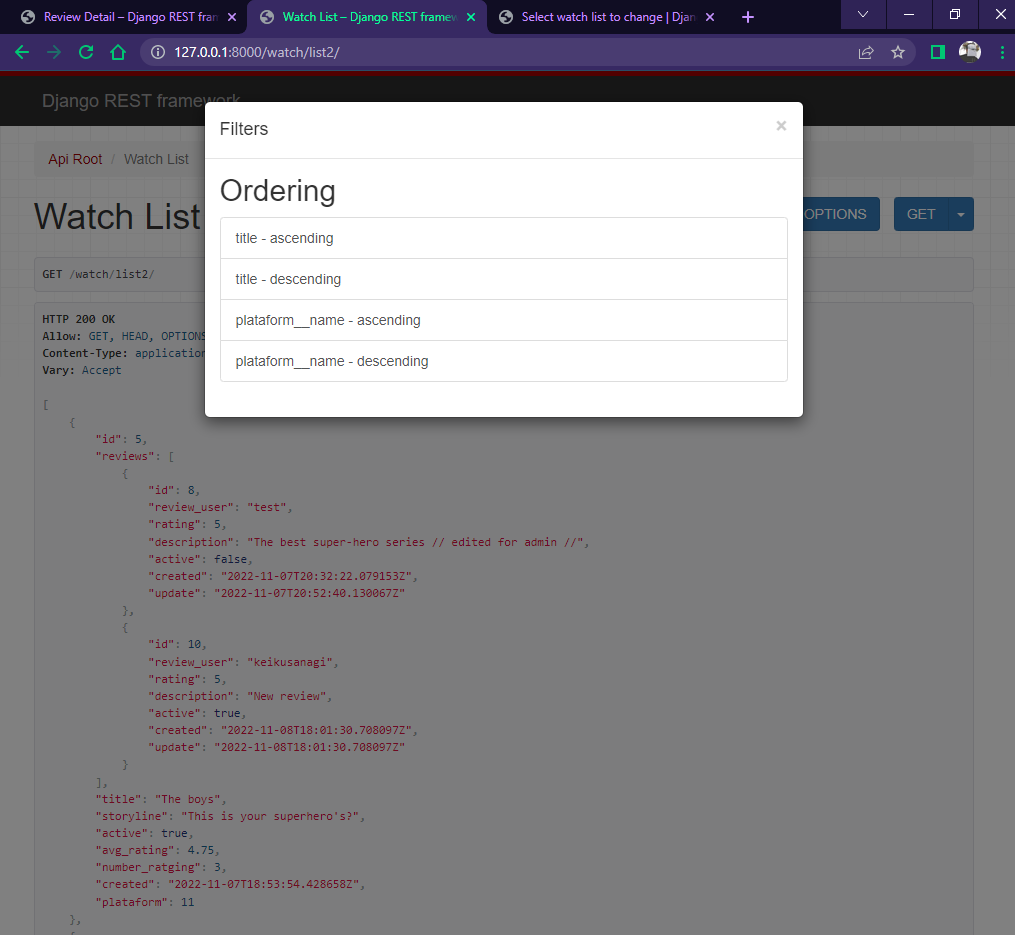 Review Detail – Django REST fram
Watch List – Django REST framew
Select watch list to change | Djan
127.0.0.1:8000/watch/list2/
Django REST framework
Filters
×
Api Root / Watch List
Ordering
Watch List
OPTIONS
GET
title - ascending
title - descending
plataform__name - ascending
plataform__name - descending
GET /watch/list2/
HTTP 200 OK
Allow: GET, HEAD, OPTIONS
Content-Type: application
Vary: Accept
[
{
"id": 5,
"reviews": [
{
"id": 8,
"review_user": "test",
"rating": 5,
"description": "The best super-hero series // edited for admin //",
"active": false,
"created": "2022-11-07T20:32:22.079153Z",
"update": "2022-11-07T20:52:40.130067Z"
},
{
"id": 10,
"review_user": "keikusanagi",
"rating": 5,
"description": "New review",
"active": true,
"created": "2022-11-08T18:01:30.708097Z",
"update": "2022-11-08T18:01:30.708097Z"
}
],
"title": "The boys",
"storyline": "This is your superhero's?",
"active": true,
"avg_rating": 4.75,
"number_ratging": 3,
"created": "2022-11-07T18:53:54.428658Z",
"plataform": 11
},